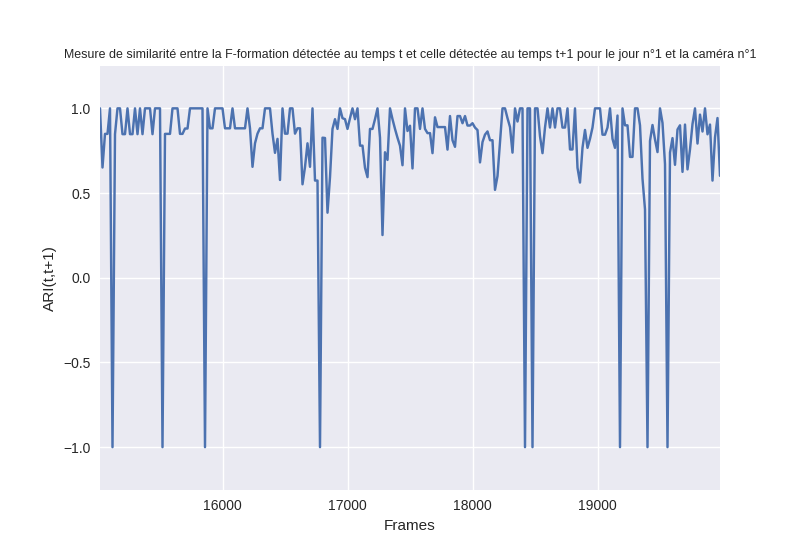 Mesure de similarité entre la F-formation détectée au temps t et celle détectée au temps t+1 pour le jour n°1 et la caméra n°1
1.0
0.5
0.0
−0.5
−1.0
ARI(t,t+1)
16000 17000 18000 19000
Frames